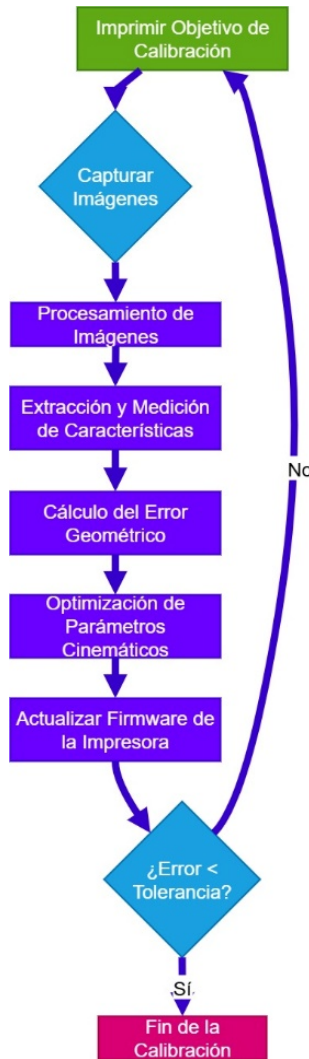 Imprimir Objetivo de
Calibración
Capturar
Imágenes
Procesamiento de
Imágenes
Extracción y Medición
de Características
Cálculo del Error
Geométrico
Optimización de
Parámetros
Cinemáticos
Actualizar Firmware de
la Impresora
No
¿Error <
Tolerancia?
Sí
Fin de la
Calibración